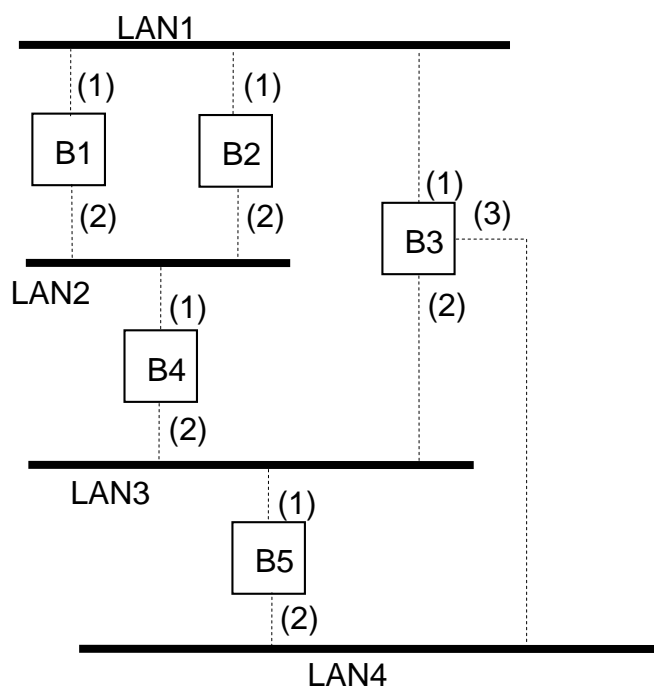 LAN1
(1) (1)
B1 B2
(1) (3)
(2) (2) B3
LAN2 (1) (2)
B4
(2)
LAN3
(1)
B5
(2)
LAN4